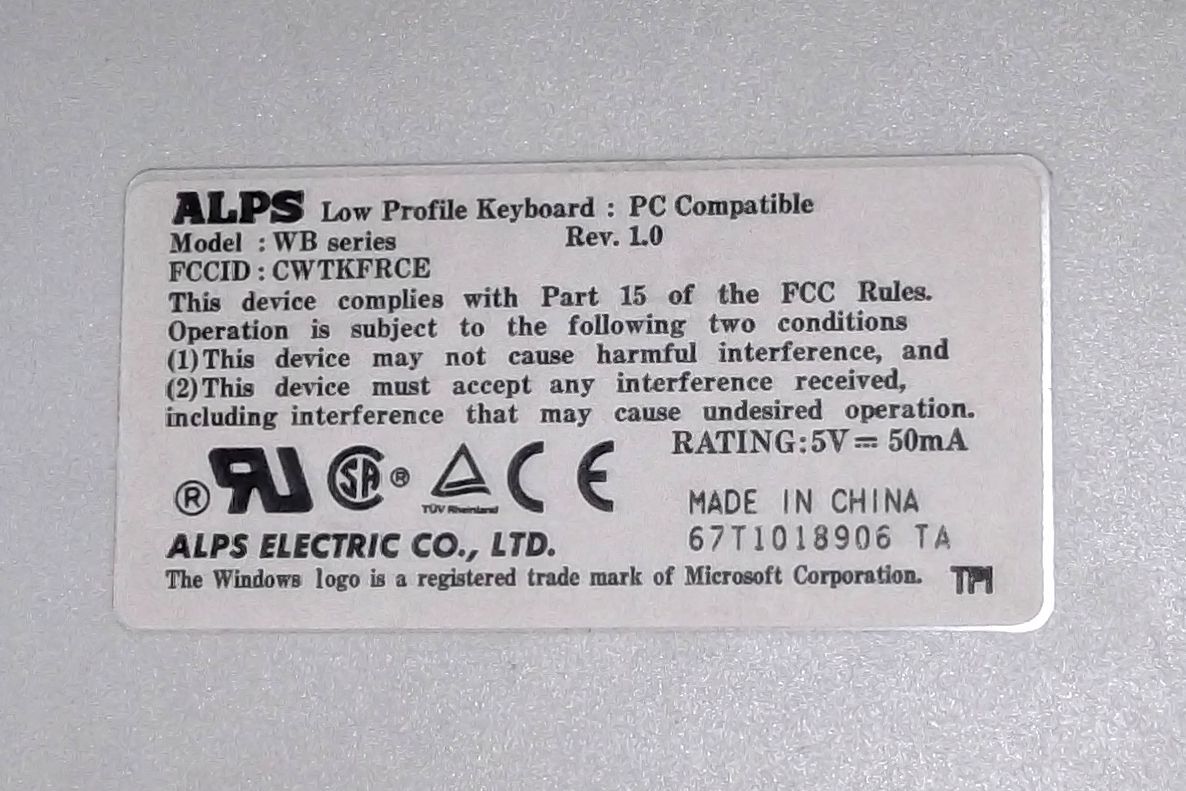 ALPS Low Profile Keyboard : PC Compatible
Model : WB series Rev. 1.0
FCCID : CWTKFRCE
This device complies with Part 15 of the FCC Rules.
Operation is subject to the following two conditions
(1) This device may not cause harmful interference, and
(2) This device must accept any interference received,
including interference that may cause undesired operation.
RATING:5V⎓ 50mA
® RU SA ® TÜV Rheinland CE
MADE IN CHINA
67T1018906 TA
ALPS ELECTRIC CO., LTD.
The Windows logo is a registered trade mark of Microsoft Corporation. TPI